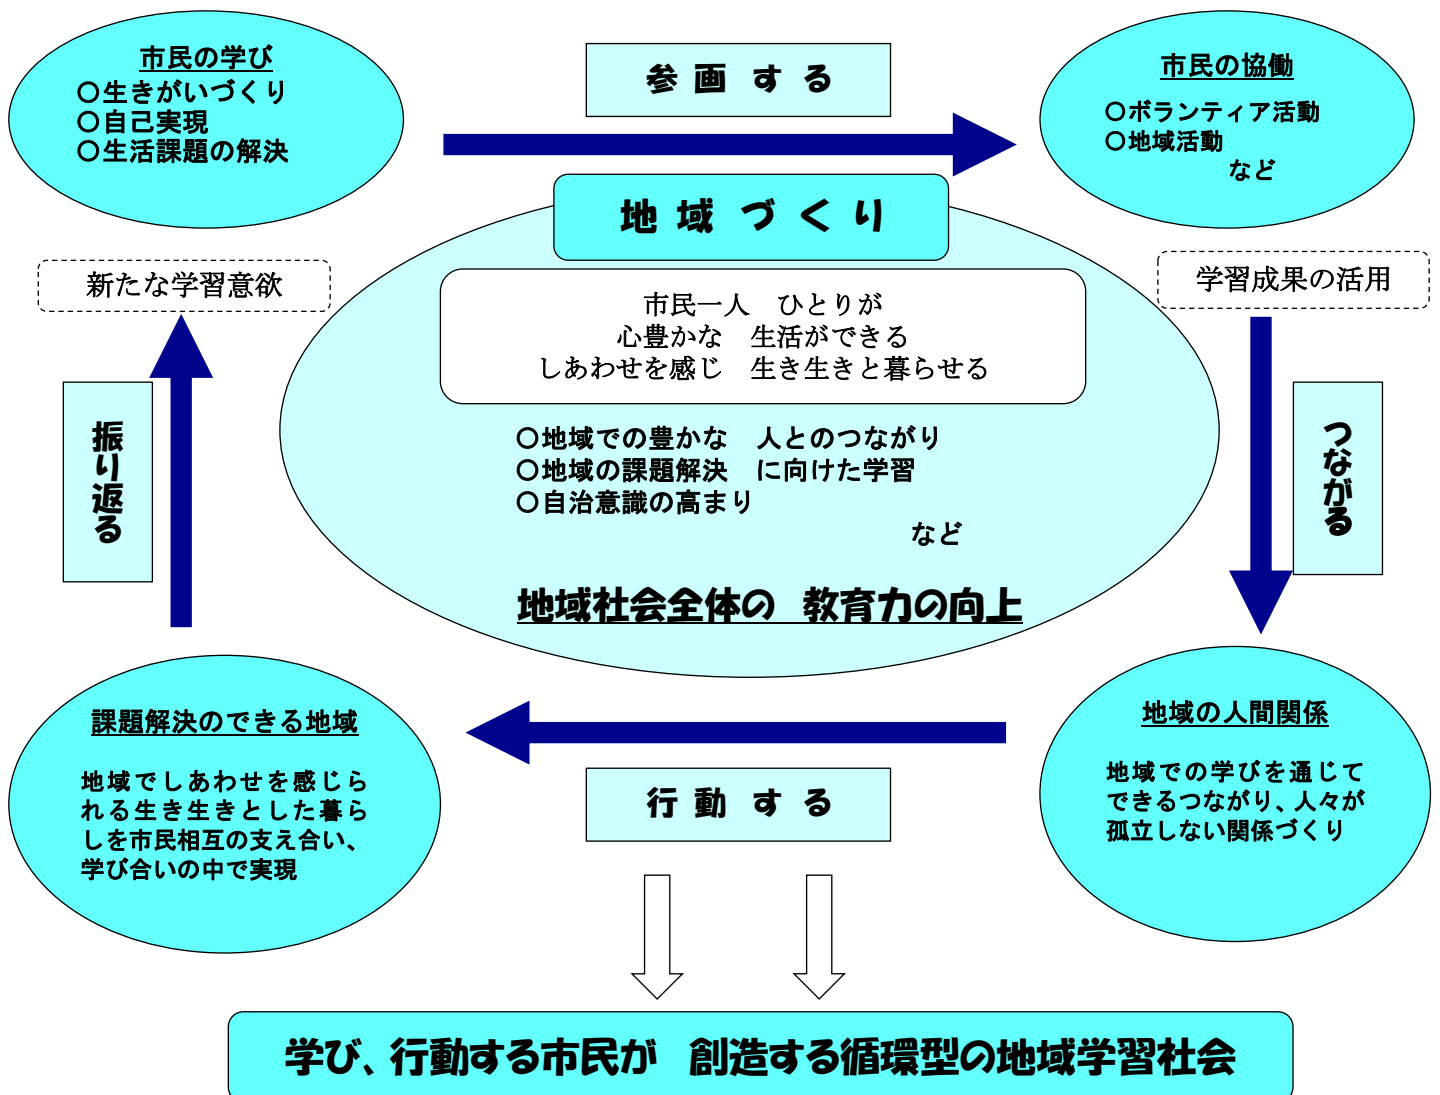 市民の学び
〇生きがいづくり
〇自己実現
〇生活課題の解決
参画する
市民の協働
〇ボランティア活動
〇地域活動
など
地域づくり
新たな学習意欲
学習成果の活用
市民一人　ひとりが
心豊かな　生活ができる
しあわせを感じ　生き生きと暮らせる
〇地域での豊かな　人とのつながり
〇地域の課題解決　に向けた学習
〇自治意識の高まり
など
地域社会全体の　教育力の向上
振り返る
つながる
課題解決のできる地域
地域でしあわせを感じら
れる生き生きとした暮ら
しを市民相互の支え合い、
学び合いの中で実現
行動する
地域の人間関係
地域での学びを通じて
できるつながり、人々が
孤立しない関係づくり
学び、行動する市民が　創造する循環型の地域学習社会